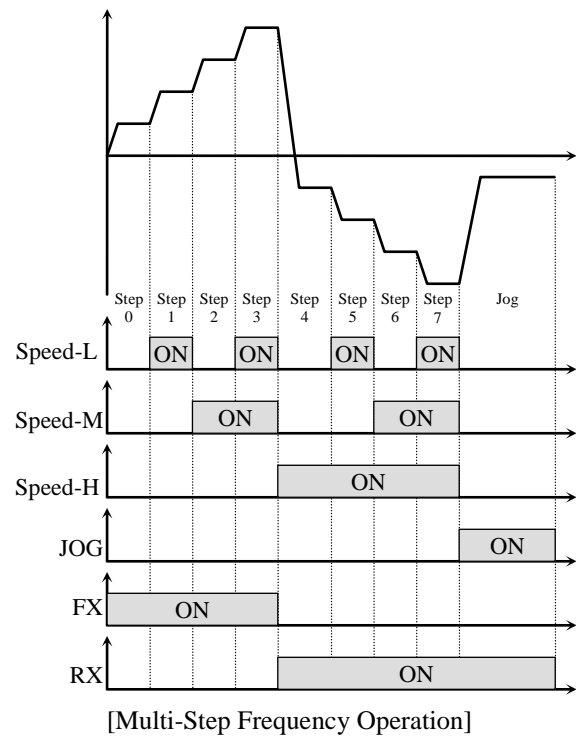 Step 0 Step 1 Step 2 Step 3 Step 4 Step 5 Step 6 Step 7 Jog
Speed-L ON ON ON ON
Speed-M ON ON
Speed-H ON
JOG ON
FX ON
RX ON
[Multi-Step Frequency Operation]